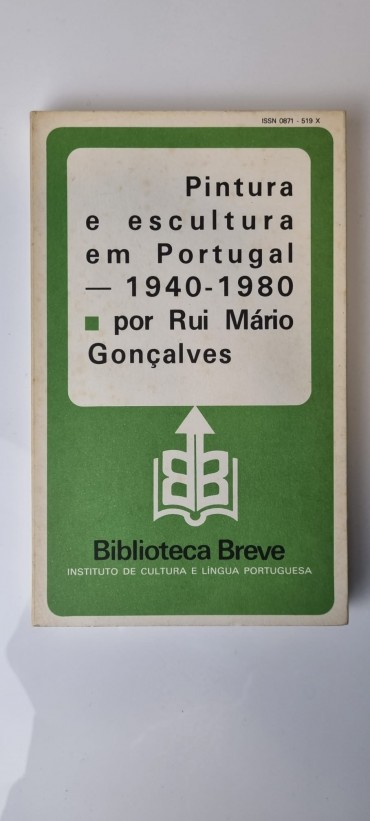 ISSN 0871 - 519 X
Pintura
e escultura
em Portugal
— 1940-1980
■ por Rui Mário
Gonçalves
BB
Biblioteca Breve
INSTITUTO DE CULTURA E LÍNGUA PORTUGUESA